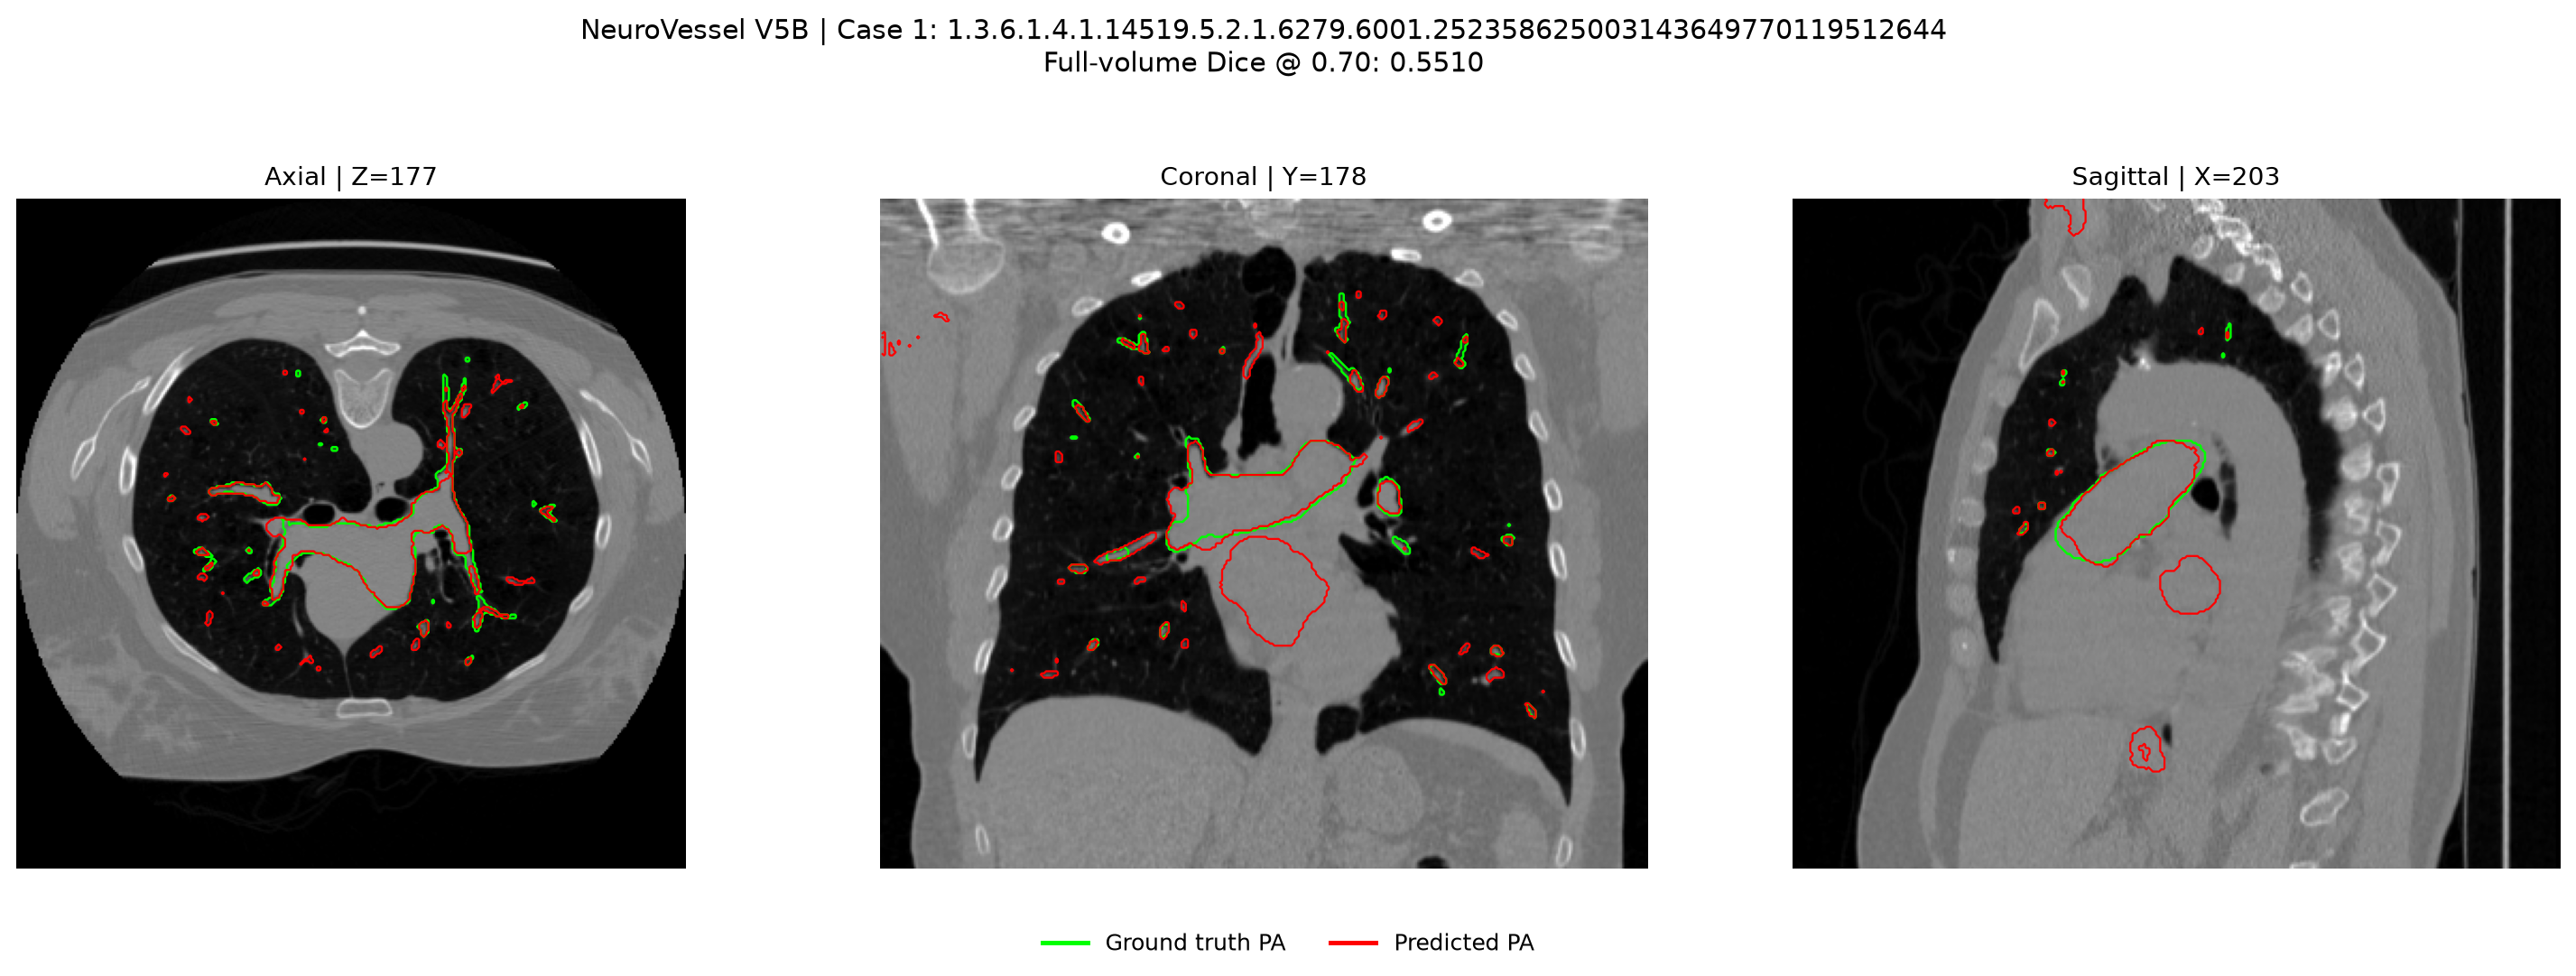 NeuroVessel V5B | Case 1: 1.3.6.1.4.1.14519.5.2.1.6279.6001.252358625003143649770119512644
Full-volume Dice @ 0.70: 0.5510
Axial | Z=177
Coronal | Y=178
Sagittal | X=203
Ground truth PA
Predicted PA